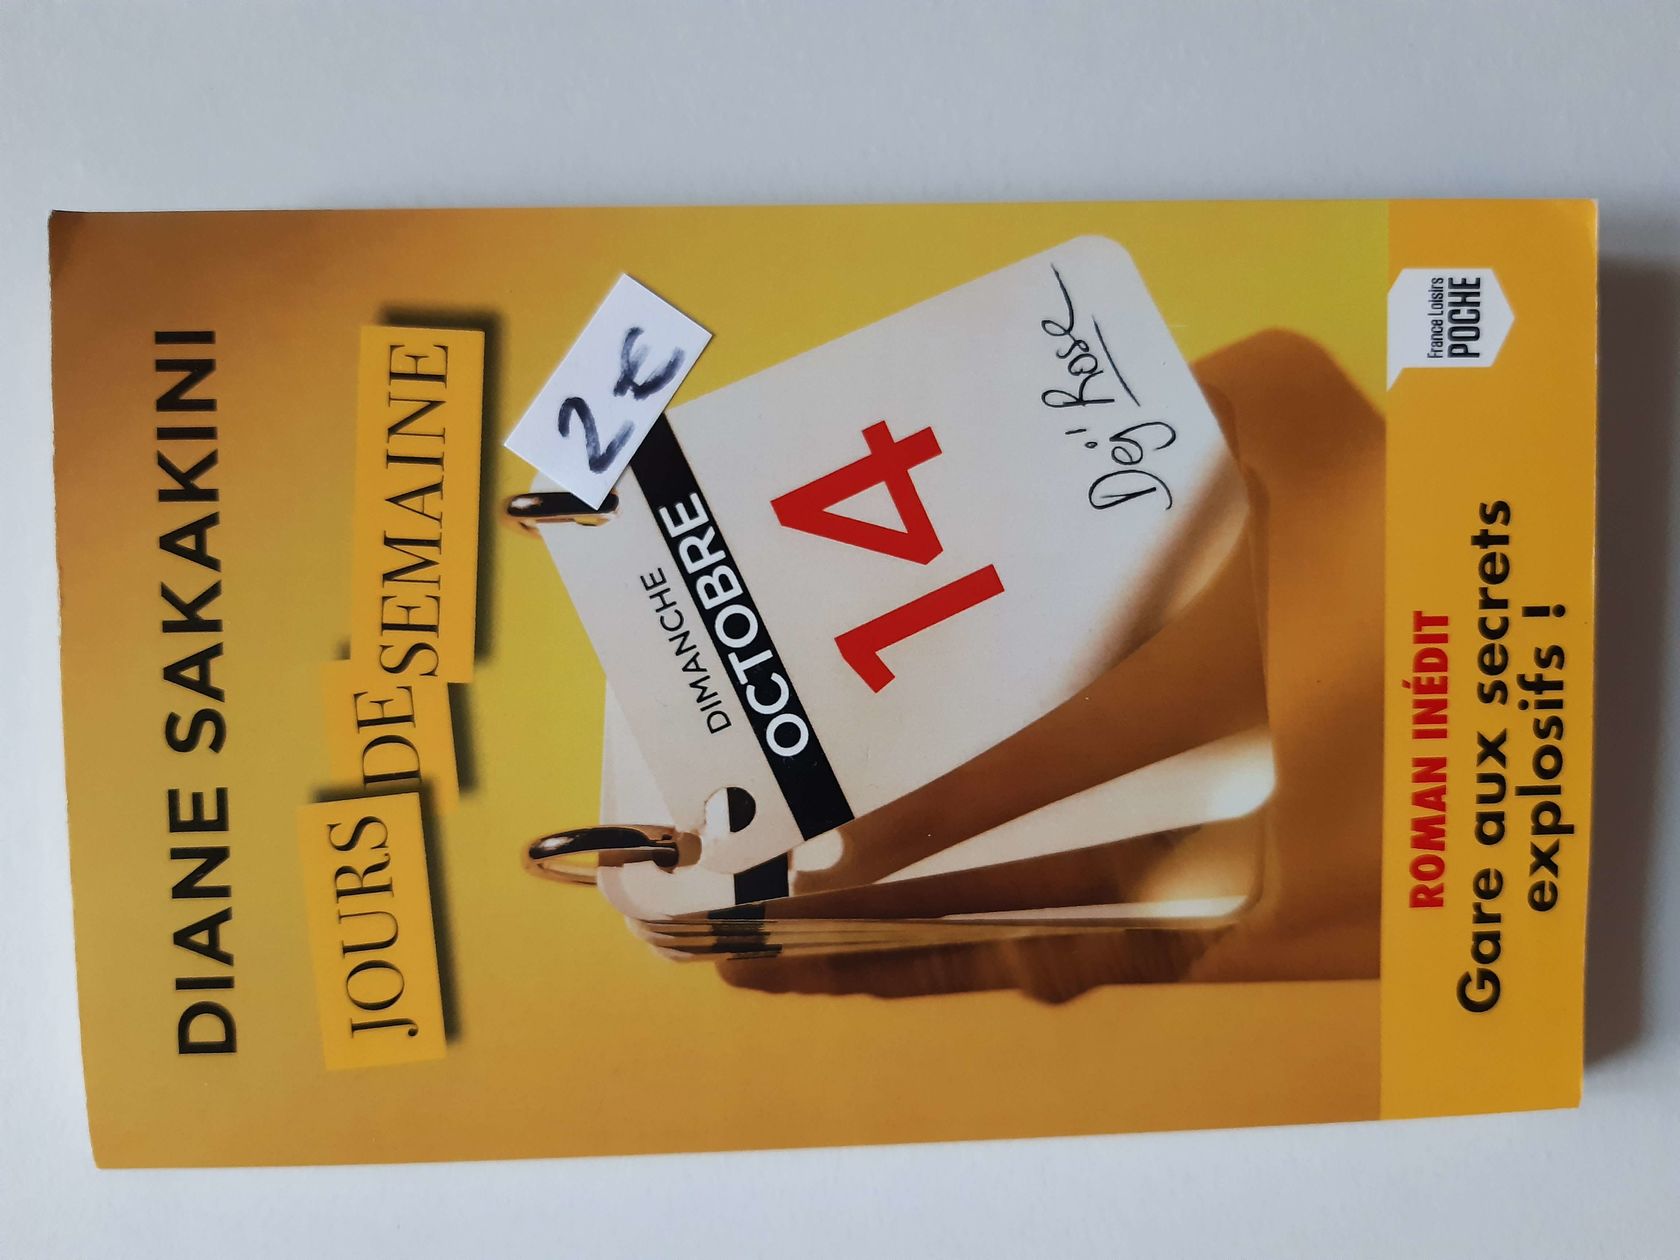 DIANE SAKAKINI
JOURS
DE
SEMAINE
2 €
DIMANCHE
OCTOBRE
14
Déj' Rose
ROMAN INÉDIT
Gare aux secrets
explosifs !
France Loisirs
POCHE